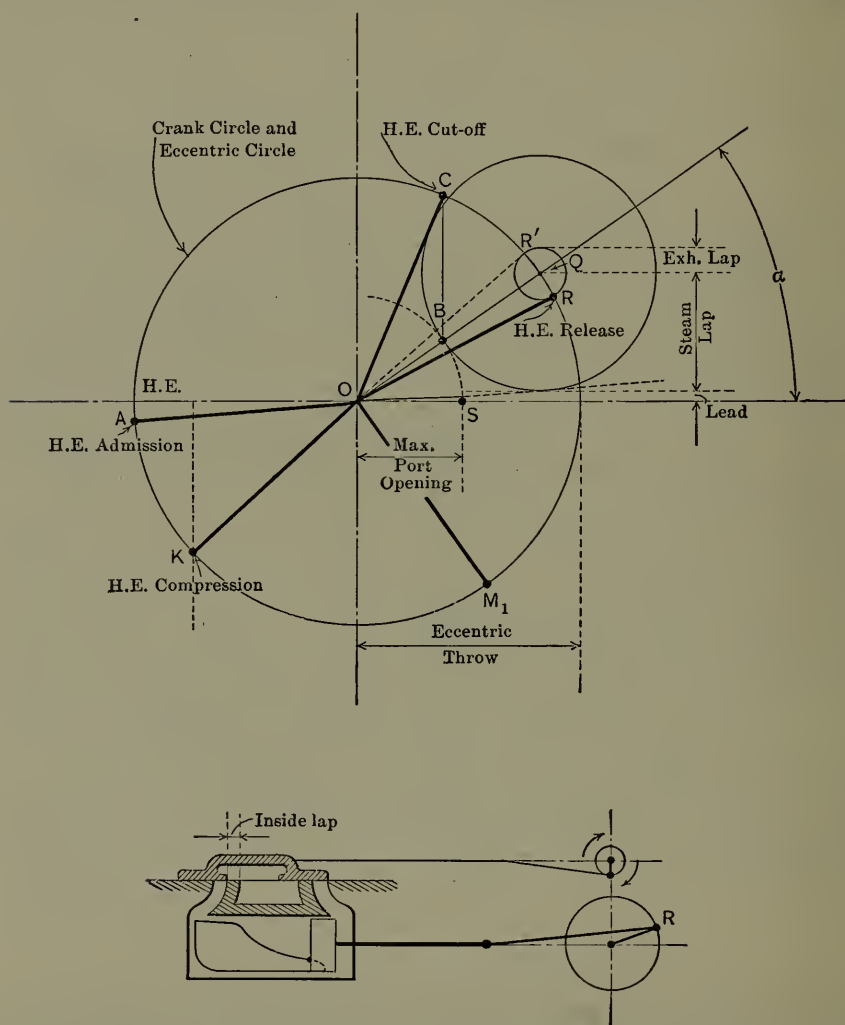 Crank Circle and
Eccentric Circle
H.E. Cut-off
C
R′
Q
Exh. Lap
α
B
R
H.E. Release
Steam
Lap
H.E.
O
A
S
Lead
H.E. Admission
Max.
Port
Opening
K
H.E. Compression
M1
Eccentric
Throw
Inside lap
R